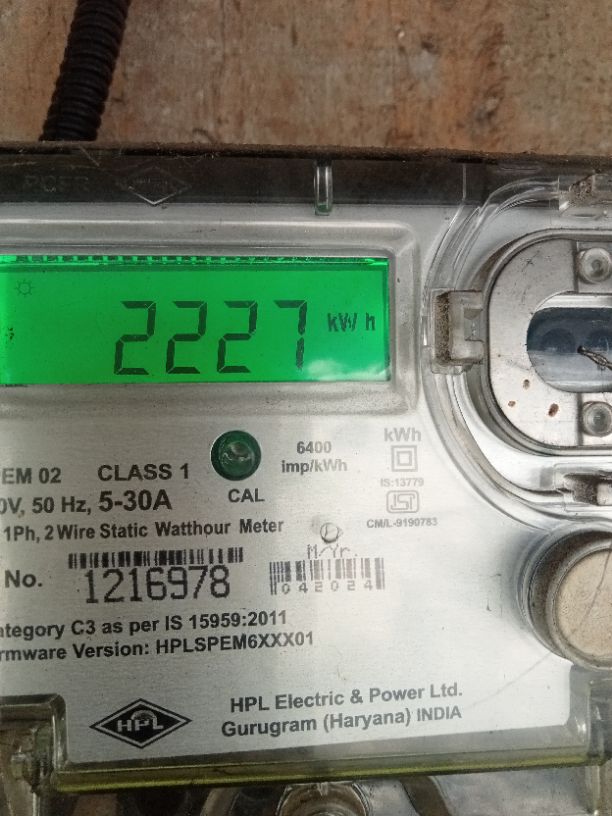 2227 kW h
6400
imp/kWh
kWh
IS:13779
ISI
CM/L-9190783
EM 02 CLASS 1
0V, 50 Hz, 5-30A
CAL
1Ph, 2 Wire Static Watthour Meter
M/Yr.
No. 1216978
042024
ategory C3 as per IS 15959:2011
rmware Version: HPLSPEM6XXX01
HPL
HPL Electric & Power Ltd.
Gurugram (Haryana) INDIA